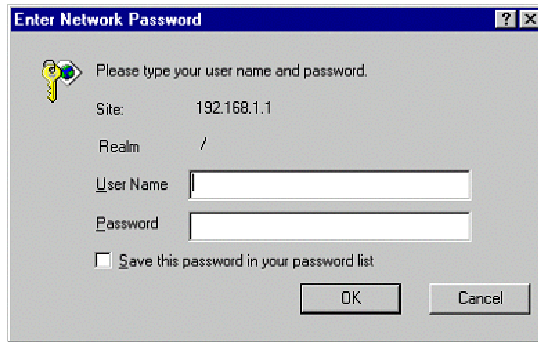 Enter Network Password
Please type your user name and password.
Site: 192.168.1.1
Realm /
User Name
Password
Save this password in your password list
OK Cancel